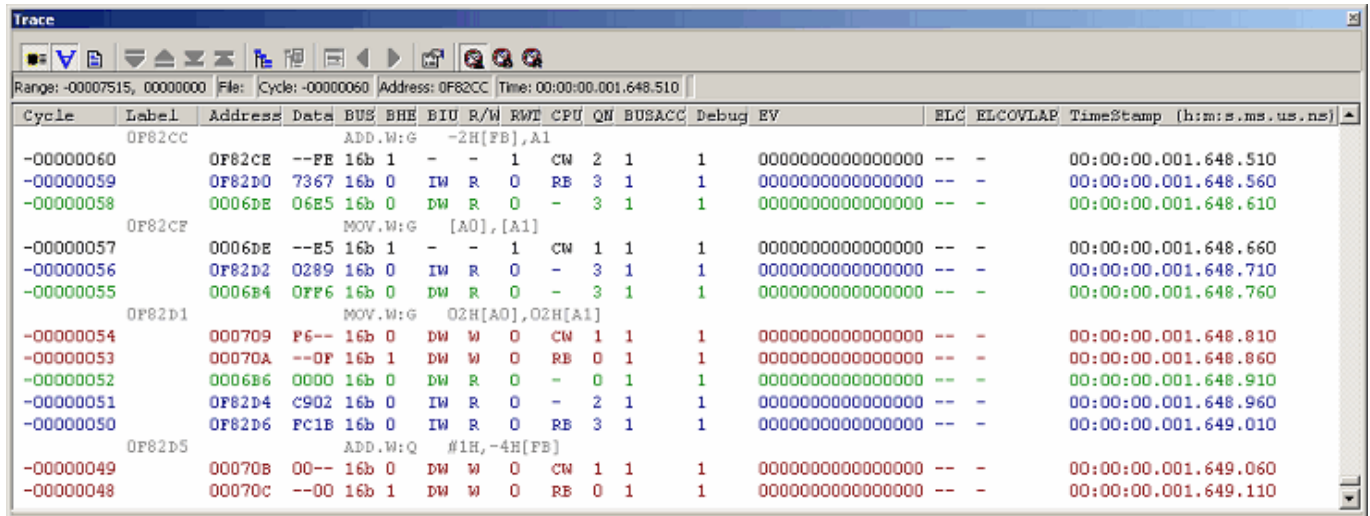 Trace
Range: -00007515, 00000000 File: Cycle: -00000060 Address: 0F82CC Time: 00:00:00.001.648.510
Cycle Label Address Data BUS BHE BIU R/W RWT CPU QN BUSACC Debug EV ELC ELCOVLAP TimeStamp (h:m:s.ms.us.ns)
0F82CC ADD.W:G -2H[FB],A1
-00000060 0F82CE --FE 16b 1 - - 1 CW 2 1 1 0000000000000000 -- - 00:00:00.001.648.510
-00000059 0F82D0 7367 16b 0 IW R 0 RB 3 1 1 0000000000000000 -- - 00:00:00.001.648.560
-00000058 0006DE 06E5 16b 0 DW R 0 - 3 1 1 0000000000000000 -- - 00:00:00.001.648.610
0F82CF MOV.W:G [A0],[A1]
-00000057 0006DE --E5 16b 1 - - 1 CW 1 1 1 0000000000000000 -- - 00:00:00.001.648.660
-00000056 0F82D2 0289 16b 0 IW R 0 - 3 1 1 0000000000000000 -- - 00:00:00.001.648.710
-00000055 0006B4 0FF6 16b 0 DW R 0 - 3 1 1 0000000000000000 -- - 00:00:00.001.648.760
0F82D1 MOV.W:G 02H[A0],02H[A1]
-00000054 000709 F6-- 16b 0 DW W 0 CW 1 1 1 0000000000000000 -- - 00:00:00.001.648.810
-00000053 00070A --0F 16b 1 DW W 0 RB 0 1 1 0000000000000000 -- - 00:00:00.001.648.860
-00000052 0006B6 0000 16b 0 DW R 0 - 0 1 1 0000000000000000 -- - 00:00:00.001.648.910
-00000051 0F82D4 C902 16b 0 IW R 0 - 2 1 1 0000000000000000 -- - 00:00:00.001.648.960
-00000050 0F82D6 FC1B 16b 0 IW R 0 RB 3 1 1 0000000000000000 -- - 00:00:00.001.649.010
0F82D5 ADD.W:Q #1H,-4H[FB]
-00000049 00070B 00-- 16b 0 DW W 0 CW 1 1 1 0000000000000000 -- - 00:00:00.001.649.060
-00000048 00070C --00 16b 1 DW W 0 RB 0 1 1 0000000000000000 -- - 00:00:00.001.649.110